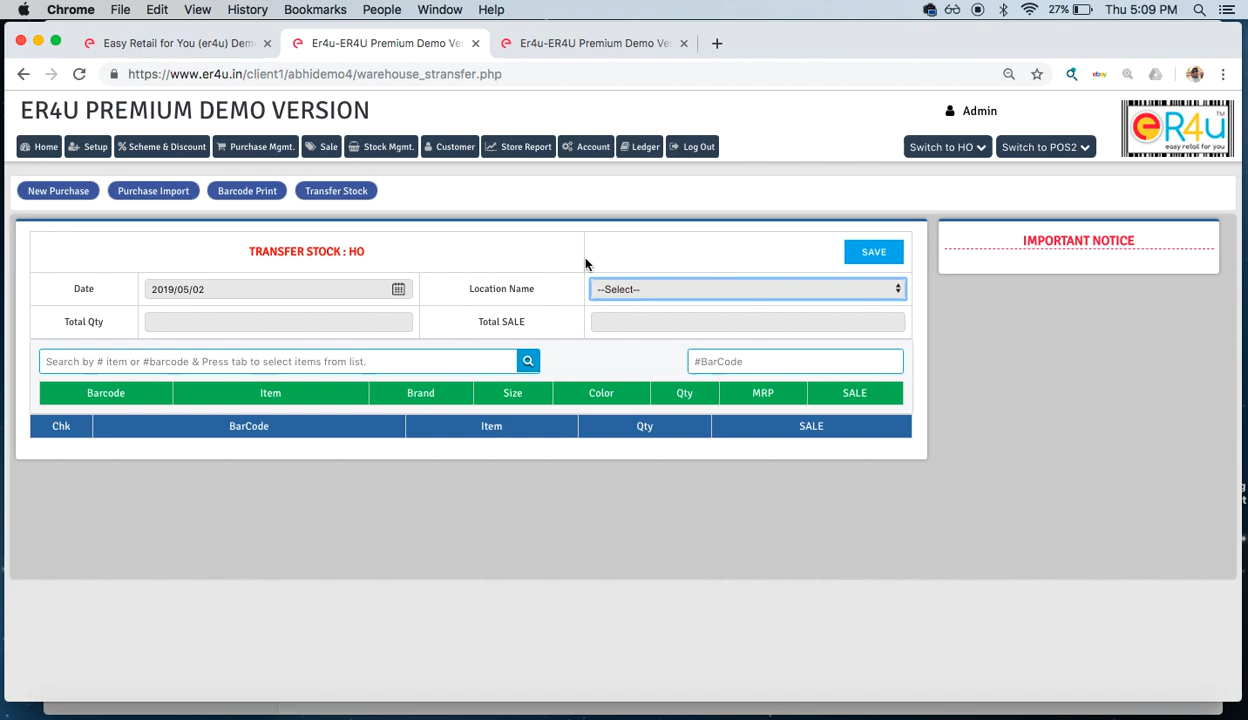 Chrome File Edit View History Bookmarks People Window Help 27% Thu 5:09 PM
Easy Retail for You (er4u) Dem
Er4u-ER4U Premium Demo Ve
Er4u-ER4U Premium Demo Ve
https://www.er4u.in/client1/abhidemo4/warehouse_stransfer.php
ER4U PREMIUM DEMO VERSION
Admin
eR4u TM
easy retail for you
Home Setup % Scheme & Discount Purchase Mgmt. Sale Stock Mgmt. Customer Store Report Account Ledger Log Out
Switch to HO Switch to POS2
New Purchase Purchase Import Barcode Print Transfer Stock
TRANSFER STOCK : HO SAVE
IMPORTANT NOTICE
Date 2019/05/02 Location Name --Select--
Total Qty Total SALE
Search by # item or #barcode & Press tab to select items from list. #BarCode
Barcode Item Brand Size Color Qty MRP SALE
Chk BarCode Item Qty SALE